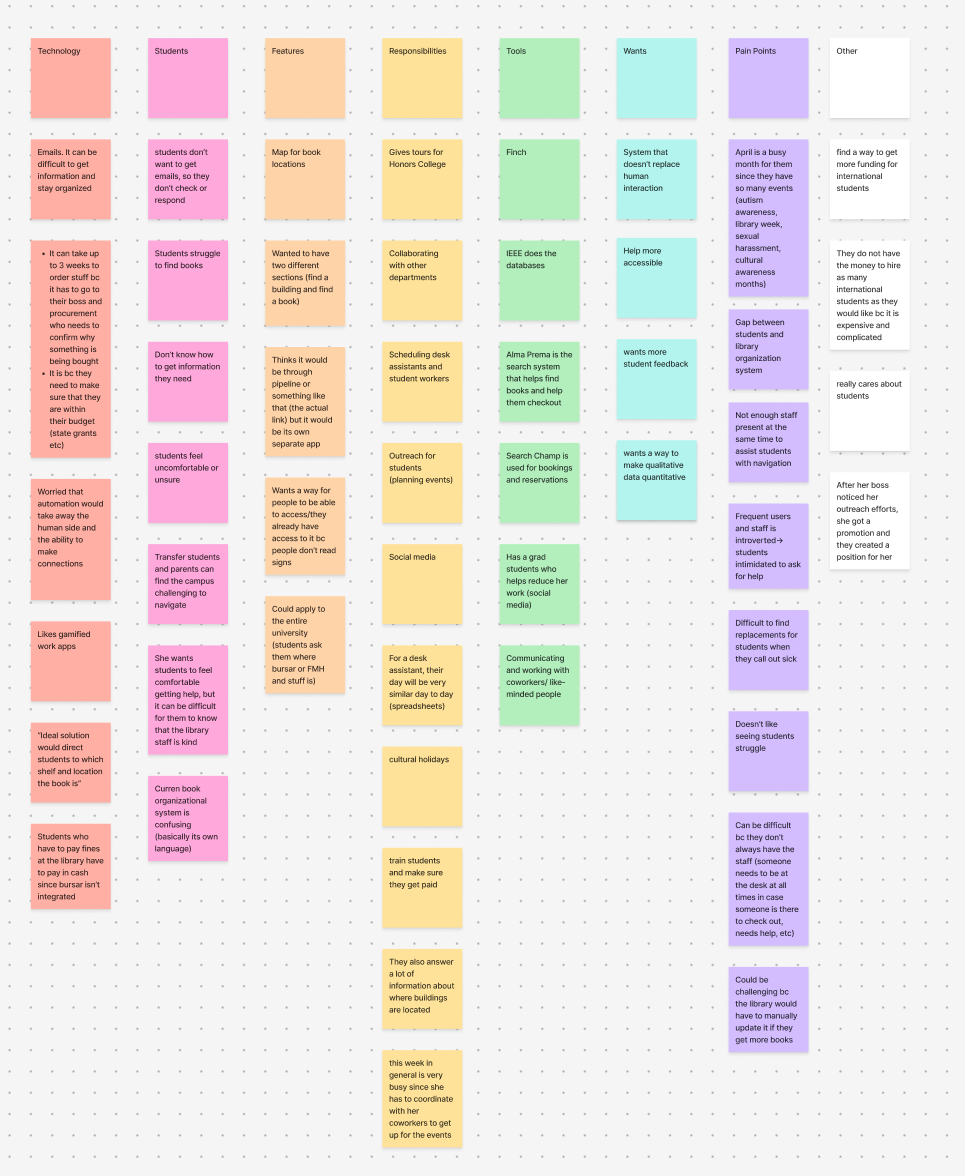 Technology
Emails. It can be
difficult to get
information and
stay organized
• It can take up
to 3 weeks to
order stuff bc
it has to go to
their boss and
procurement
who needs to
confirm why
something is
being bought
• It is bc they
need to make
sure that they
are within
their budget
(state grants
etc)
Worried that
automation would
take away the
human side and
the ability to
make
connections
Likes gamified
work apps
"Ideal solution
would direct
students to which
shelf and location
the book is"
Students who
have to pay fines
at the library have
to pay in cash
since bursar isn't
integrated
Students
students don't
want to get
emails, so they
don't check or
respond
Students struggle
to find books
Don't know how
to get information
they need
students feel
uncomfortable or
unsure
Transfer students
and parents can
find the campus
challenging to
navigate
She wants
students to feel
comfortable
getting help, but
it can be difficult
for them to know
that the library
staff is kind
Curren book
organizational
system is
confusing
(basically its own
language)
Features
Map for book
locations
Wanted to have
two different
sections (find a
building and find
a book)
Thinks it would
be through
pipeline or
something like
that (the actual
link) but it would
be its own
separate app
Wants a way for
people to be able
to access/they
already have
access to it bc
people don't read
signs
Could apply to
the entire
university
(students ask
them where
bursar or FMH
and stuff is)
Responsibilities
Gives tours for
Honors College
Collaborating
with other
departments
Scheduling desk
assistants and
student workers
Outreach for
students
(planning events)
Social media
For a desk
assistant, their
day will be very
similar day to day
(spreadsheets)
cultural holidays
train students
and make sure
they get paid
They also answer
a lot of
information about
where buildings
are located
this week in
general is very
busy since she
has to coordinate
with her
coworkers to get
up for the events
Tools
Finch
IEEE does the
databases
Alma Prema is the
search system
that helps find
books and help
them checkout
Search Champ is
used for bookings
and reservations
Has a grad
students who
helps reduce her
work (social
media)
Communicating
and working with
coworkers/ like-
minded people
Wants
System that
doesn't replace
human
interaction
Help more
accessible
wants more
student feedback
wants a way to
make qualitative
data quantitative
Pain Points
April is a busy
month for them
since they have
so many events
(autism
awareness,
library week,
sexual
harassment,
cultural
awareness
months)
Gap between
students and
library
organization
system
Not enough staff
present at the
same time to
assist students
with navigation
Frequent users
and staff is
introverted→
students
intimidated to ask
for help
Difficult to find
replacements for
students when
they call out sick
Doesn't like
seeing students
struggle
Can be difficult
bc they don't
always have the
staff (someone
needs to be at
the desk at all
times in case
someone is there
to check out,
needs help, etc)
Could be
challenging bc
the library would
have to manually
update it if they
get more books
Other
find a way to get
more funding for
international
students
They do not have
the money to hire
as many
international
students as they
would like bc it is
expensive and
complicated
really cares about
students
After her boss
noticed her
outreach efforts,
she got a
promotion and
they created a
position for her